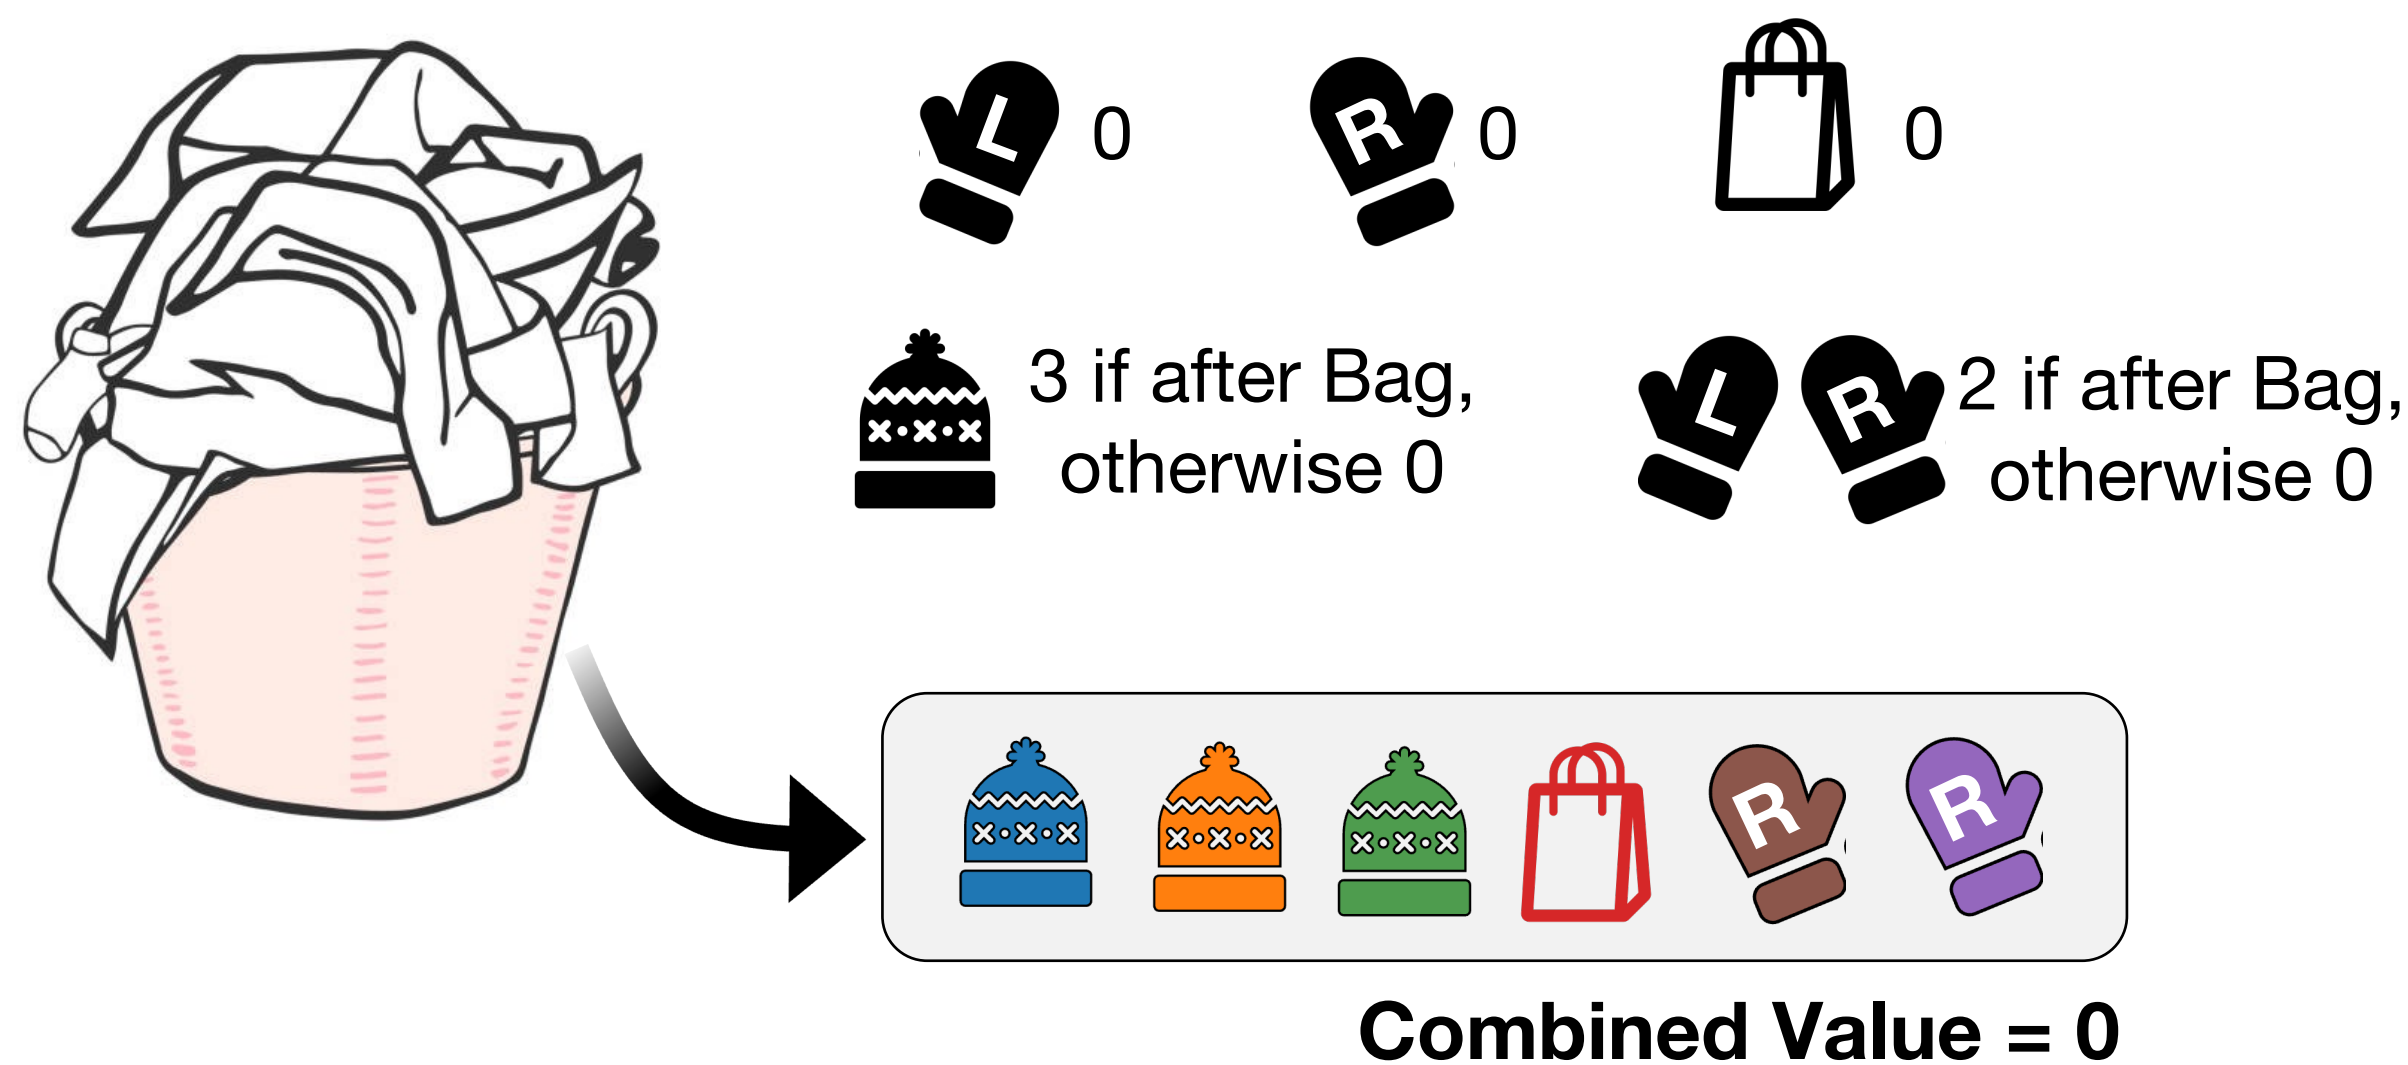 L 0 R 0 0
3 if after Bag,
otherwise 0
L R 2 if after Bag,
otherwise 0
R R
Combined Value = 0